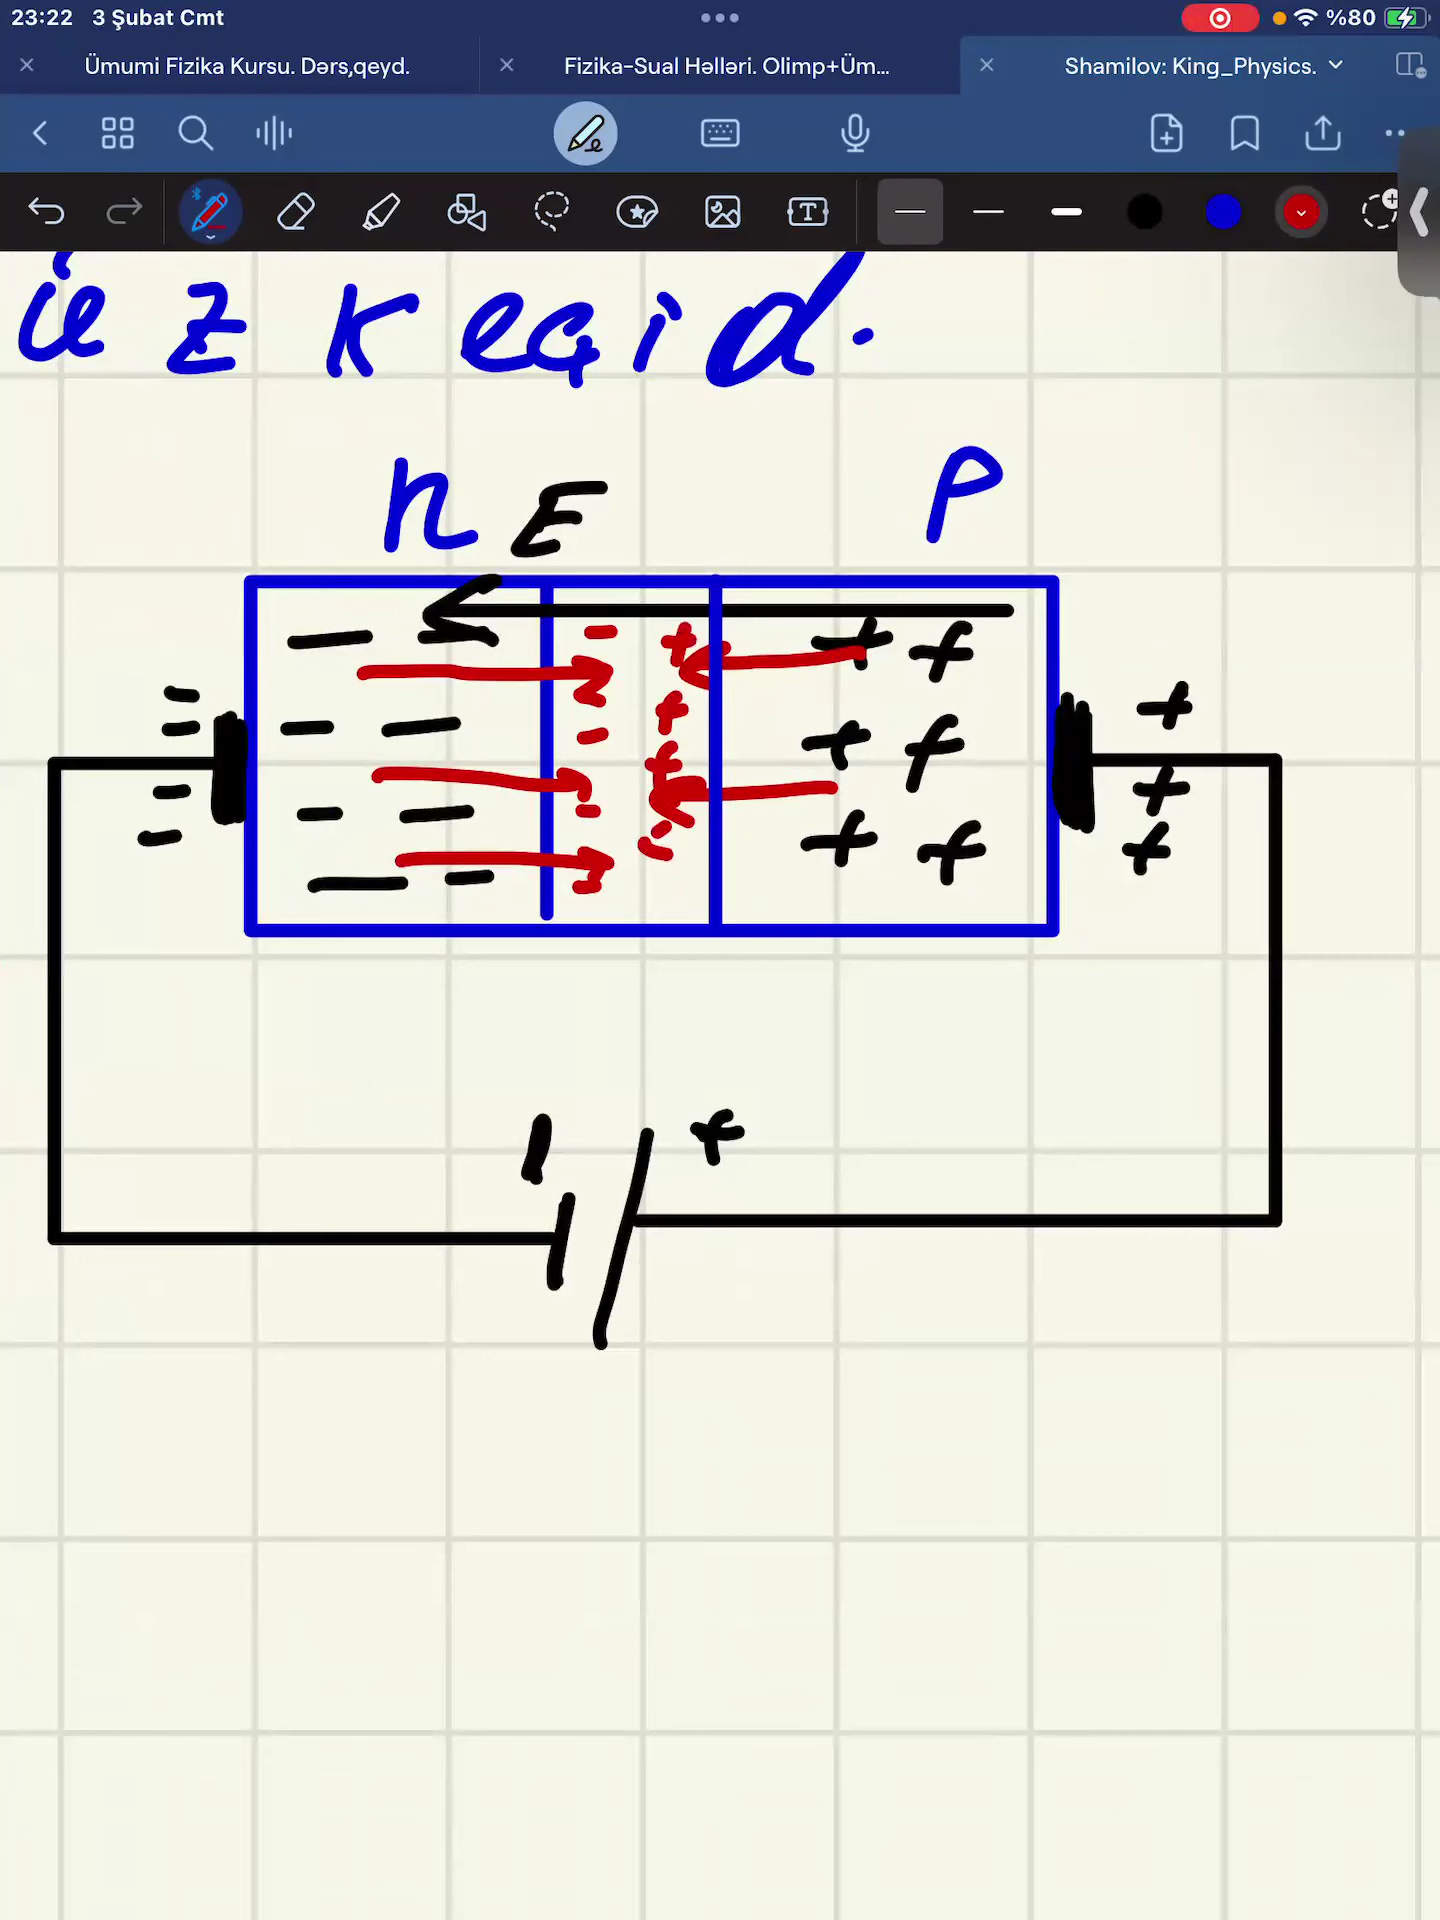 23:22 3 Şubat Cmt %80
Ümumi Fizika Kursu. Dərs,qeyd. Fizika-Sual Həlləri. Olimp+Üm... Shamilov: King_Physics.
üz keçid.
n E P
- - - + + +
- - - + + + +
- - - + + + +
- - - - + + +
- +